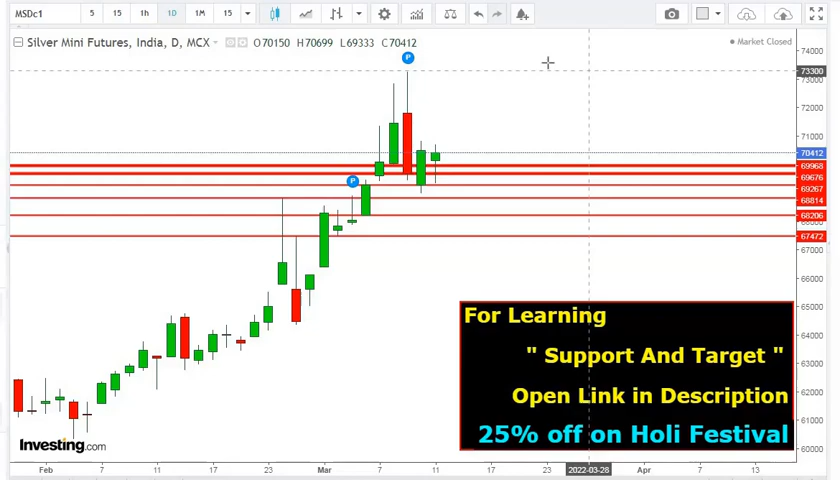 MSDc1 5 15 1h 1D 1M 15
Silver Mini Futures, India, D, MCX O70150 H70699 L69333 C70412
Market Closed
74000
73300
72000
71000
70412
69968
69676
69267
68814
68206
67472
66000
65000
64000
63000
62000
61000
60000
P
P
For Learning
" Support And Target "
Open Link in Description
25% off on Holi Festival
Investing.com
Feb 7 11 17 23 Mar 7 11 17 23 2022-03-28 Apr 7 13